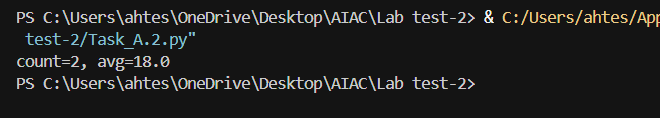 PS C:\Users\ahtes\OneDrive\Desktop\AIAC\Lab test-2> & C:/Users/ahtes/App
test-2/Task_A.2.py"
count=2, avg=18.0
PS C:\Users\ahtes\OneDrive\Desktop\AIAC\Lab test-2>